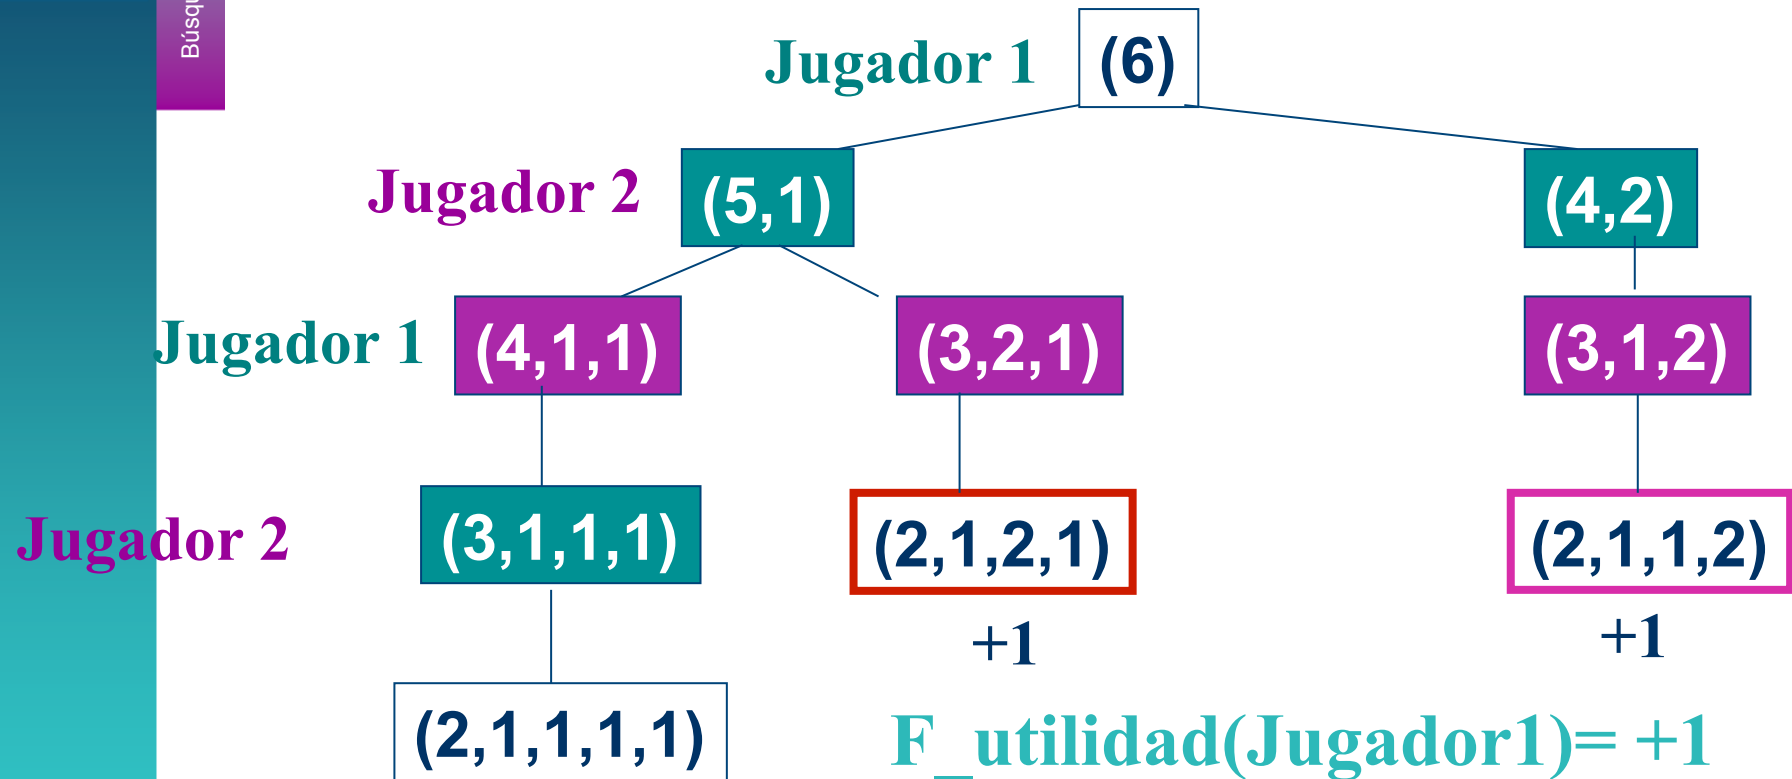 Jugador 1 (6)
Jugador 2 (5,1) (4,2)
Jugador 1 (4,1,1) (3,2,1) (3,1,2)
Jugador 2 (3,1,1,1) (2,1,2,1) (2,1,1,2)
+1 +1
(2,1,1,1,1) F_utilidad(Jugador1)= +1